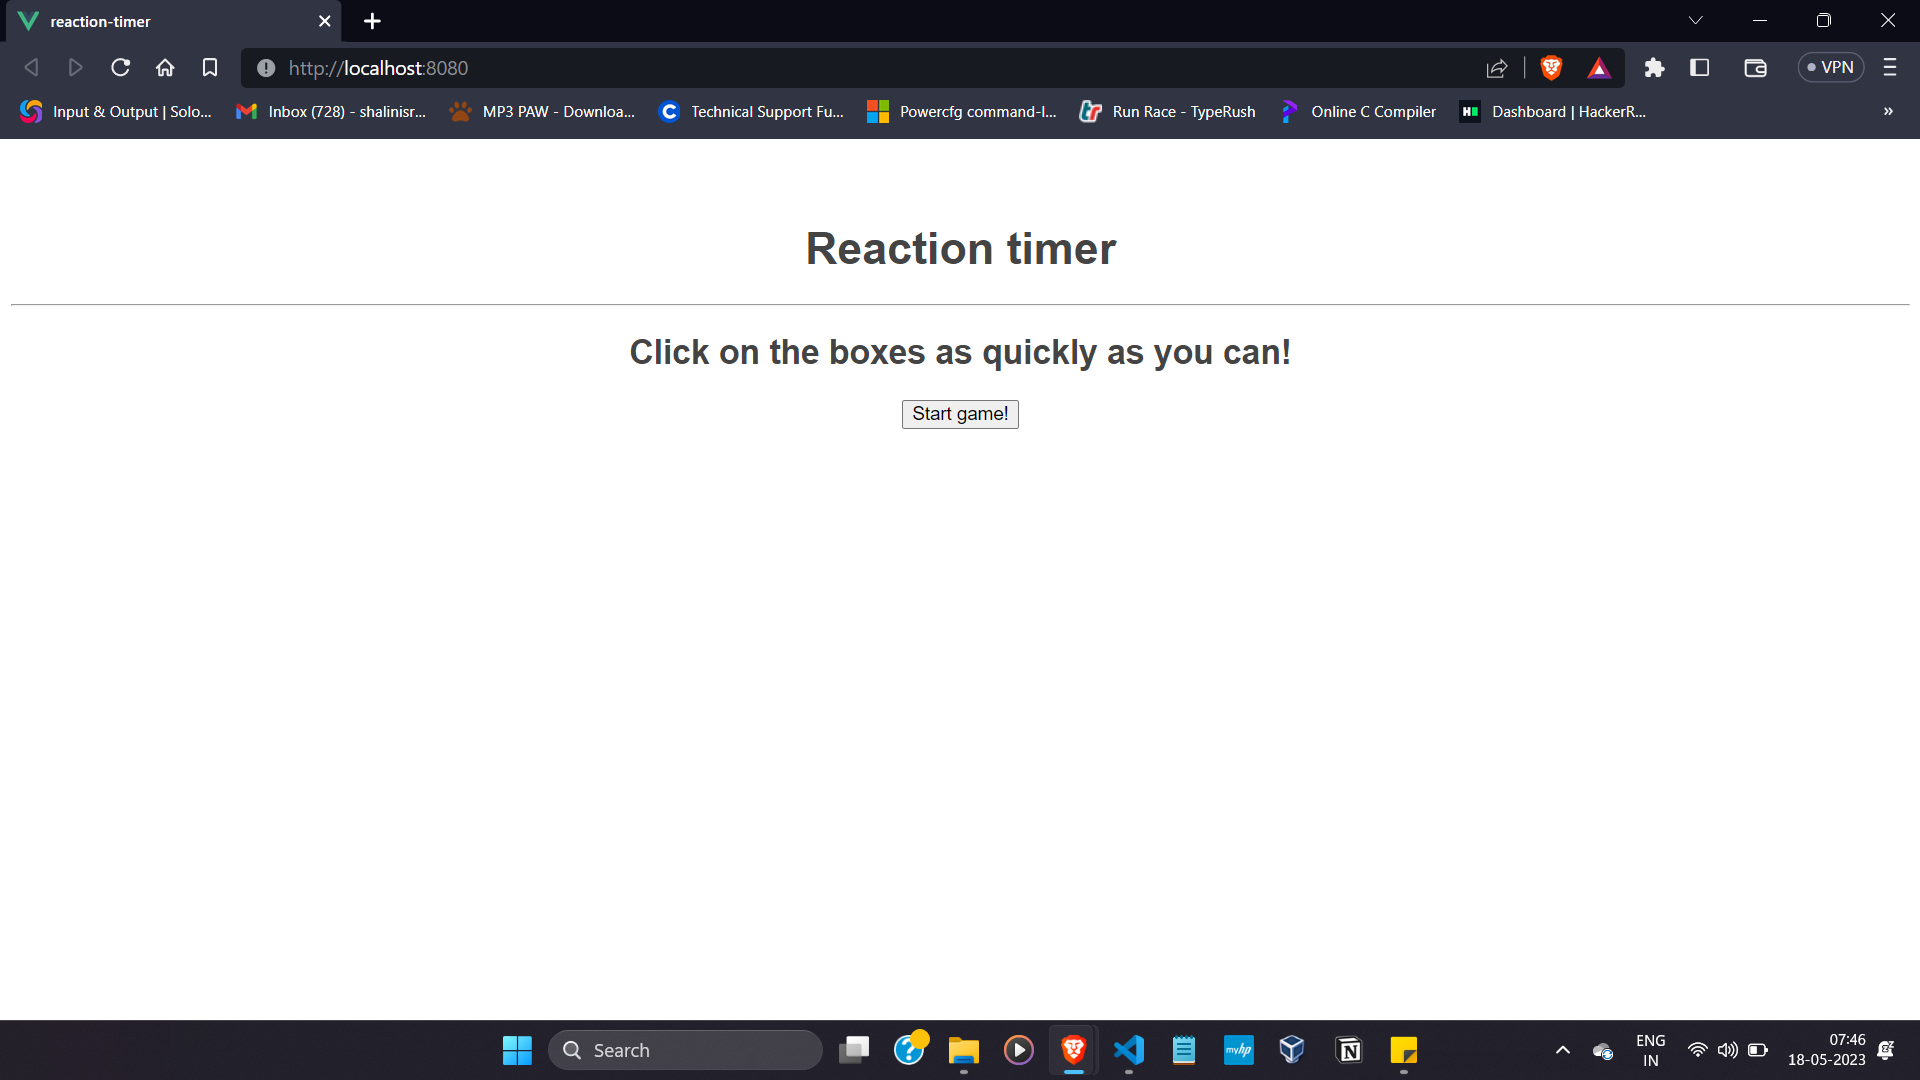 reaction-timer
http://localhost:8080
VPN
Input & Output | Solo...
Inbox (728) - shalinisr...
MP3 PAW - Downloa...
Technical Support Fu...
Powercfg command-l...
Run Race - TypeRush
Online C Compiler
Dashboard | HackerR...
Reaction timer
Click on the boxes as quickly as you can!
Start game!
Search
myhp
ENG
IN
07:46
18-05-2023